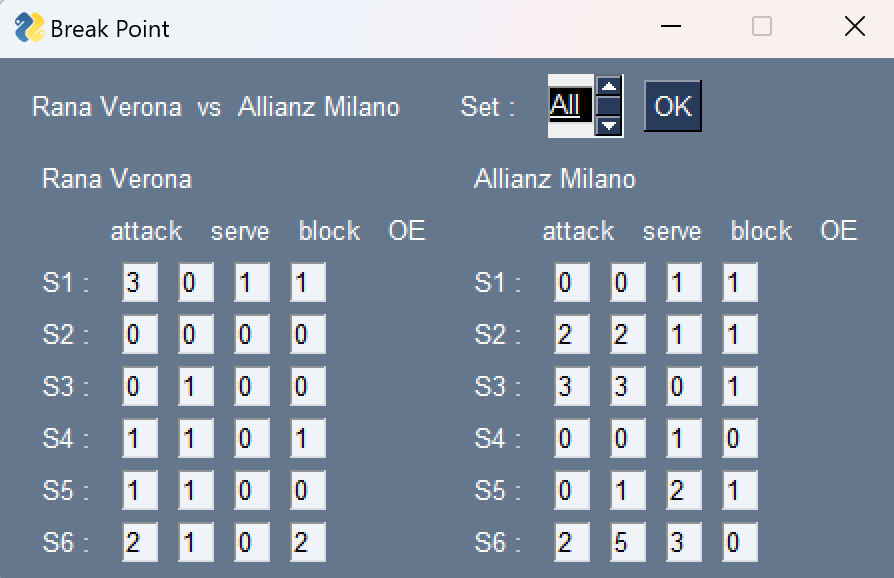 Break Point
Rana Verona vs Allianz Milano Set : All OK
Rana Verona Allianz Milano
attack serve block OE attack serve block OE
S1 : 3 0 1 1 S1 : 0 0 1 1
S2 : 0 0 0 0 S2 : 2 2 1 1
S3 : 0 1 0 0 S3 : 3 3 0 1
S4 : 1 1 0 1 S4 : 0 0 1 0
S5 : 1 1 0 0 S5 : 0 1 2 1
S6 : 2 1 0 2 S6 : 2 5 3 0